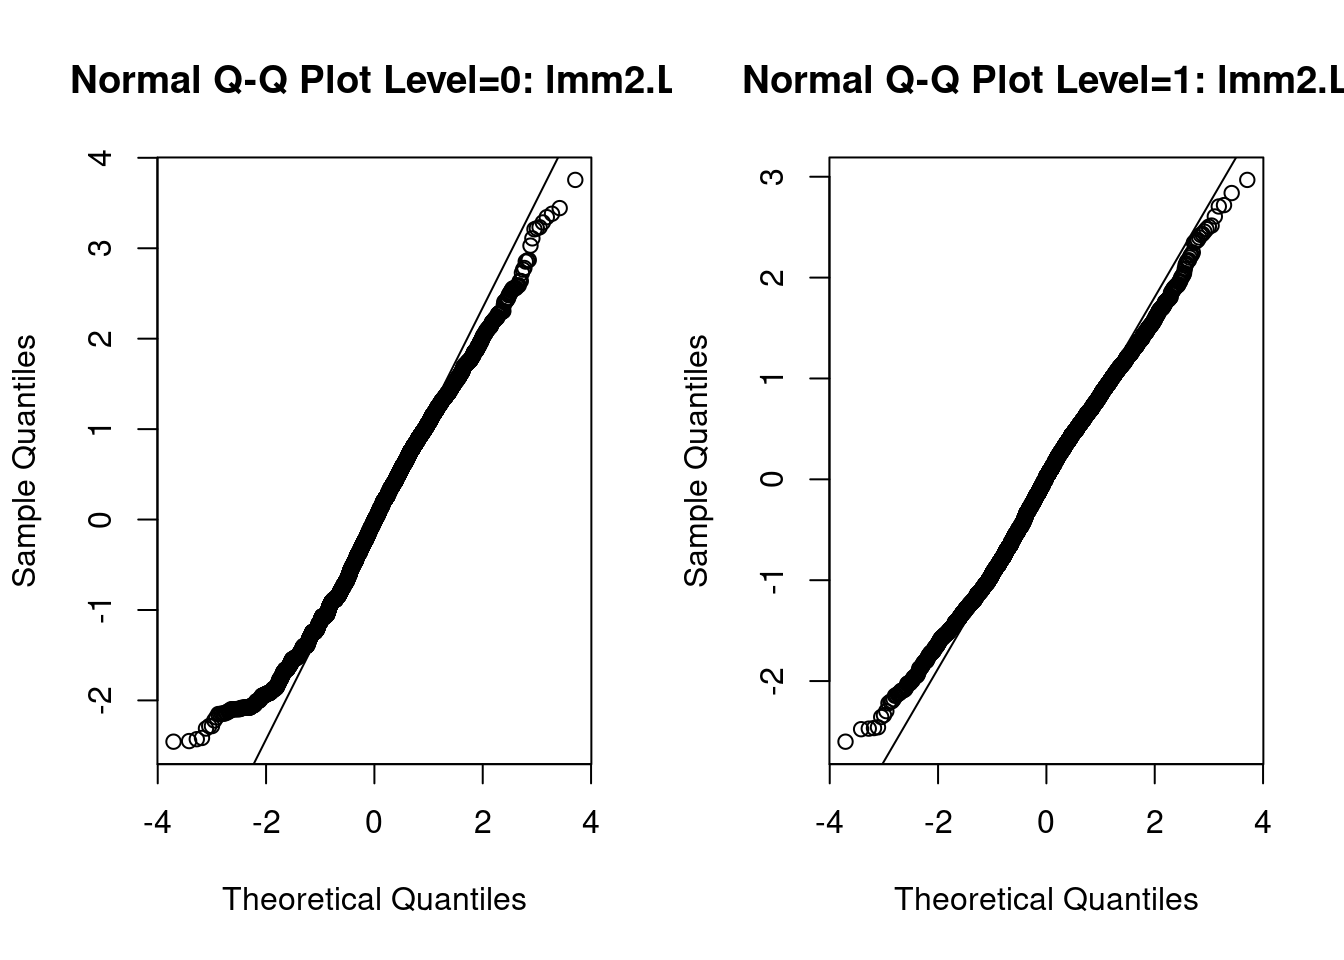 Normal Q-Q Plot Level=0: lmm2.L
Sample Quantiles
4
3
2
1
0
-1
-2
-4 -2 0 2 4
Theoretical Quantiles
Normal Q-Q Plot Level=1: lmm2.L
Sample Quantiles
3
2
1
0
-1
-2
-4 -2 0 2 4
Theoretical Quantiles